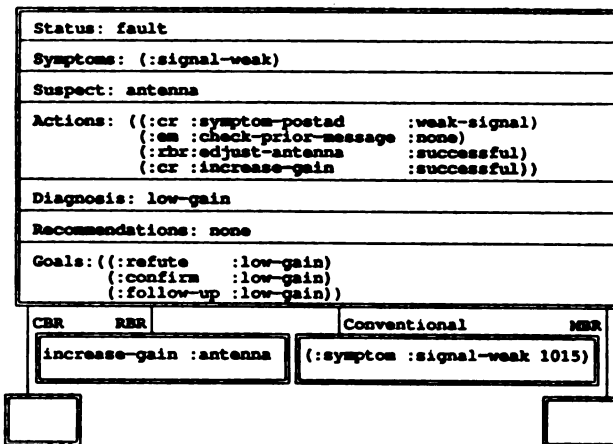 Status: fault
Symptoms: (:signal-weak)
Suspect: antenna
Actions: ((:cr :symptom-postad :weak-signal)
(:em :check-prior-message :none)
(:rbr:edjust-antenna :successful)
(:cr :increase-gain :successful))
Diagnosis: low-gain
Recommendations: none
Goals:((:refute :low-gain)
(:confirm :low-gain)
(:follow-up :low-gain))
CBR RBR Conventional MBR
increase-gain :antenna (:symptom :signal-weak 1015)